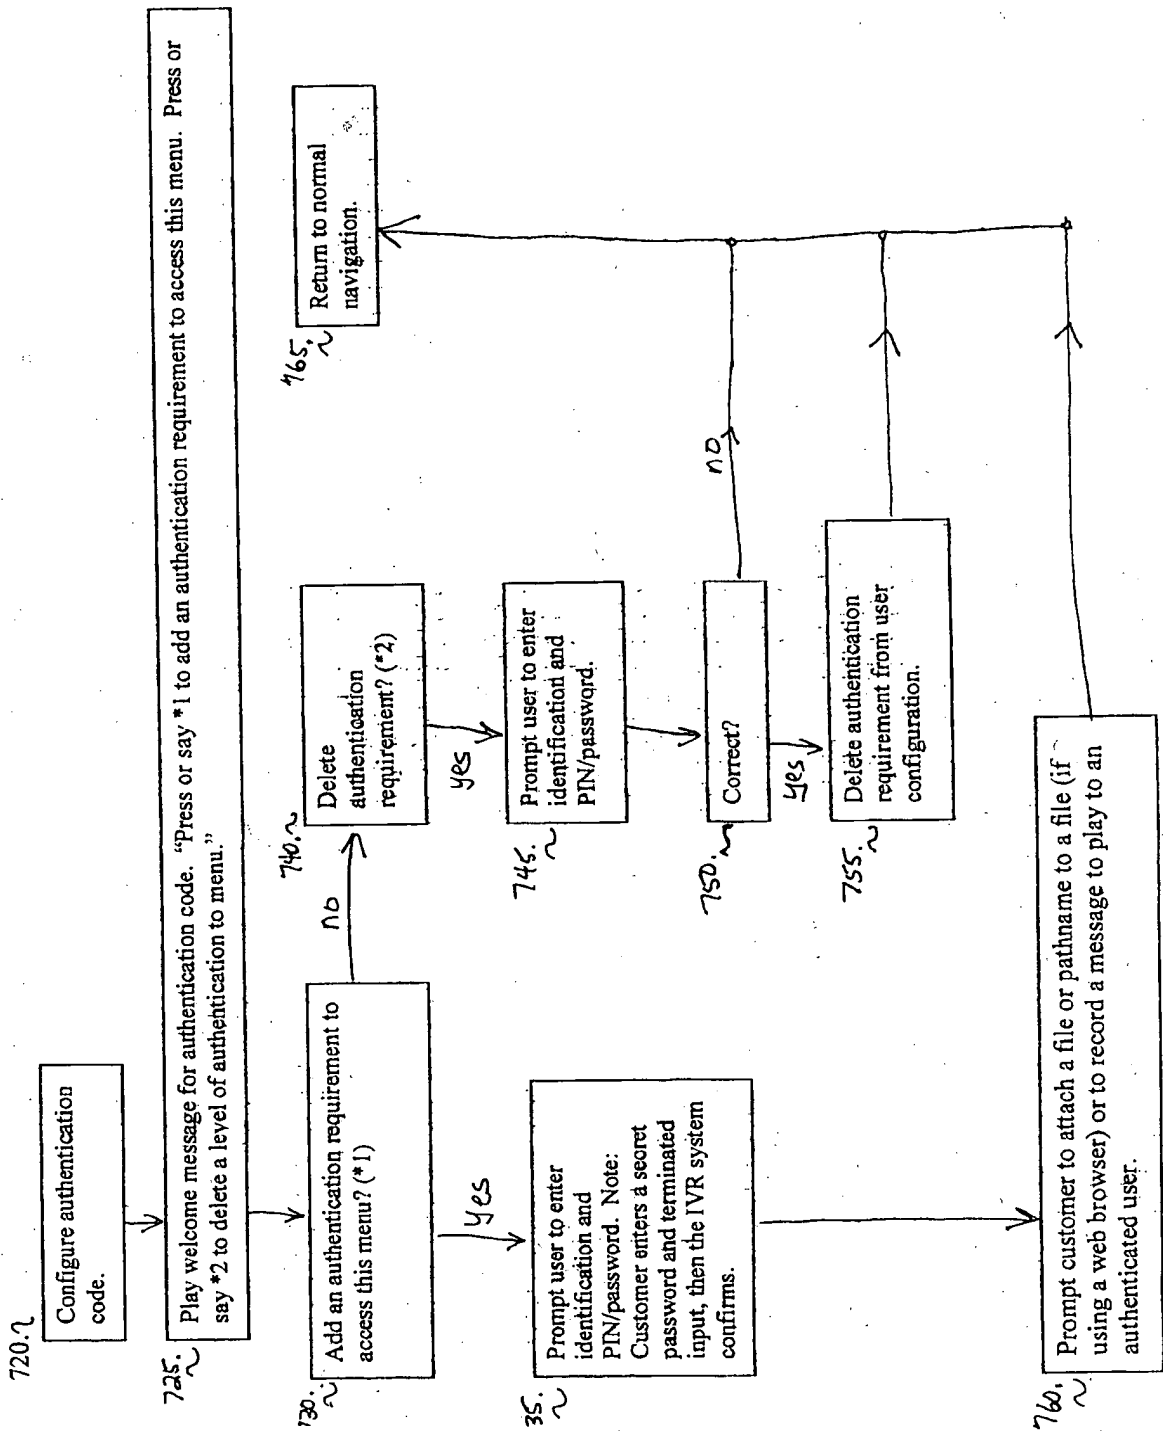 720.
Configure authentication
code.
725.
Play welcome message for authentication code. "Press or say *1 to add an authentication requirement to access this menu. Press or
say *2 to delete a level of authentication to menu."
730.
Add an authentication requirement to
access this menu? (*1)
no
740.
Delete
authentication
requirement? (*2)
765.
Return to normal
navigation.
yes
yes
35.
Prompt user to enter
identification and
PIN/password. Note:
Customer enters a secret
password and terminated
input, then the IVR system
confirms.
745.
Prompt user to enter
identification and
PIN/password.
750.
Correct?
no
yes
755.
Delete authentication
requirement from user
configuration.
760.
Prompt customer to attach a file or pathname to a file (if
using a web browser) or to record a message to play to an
authenticated user.